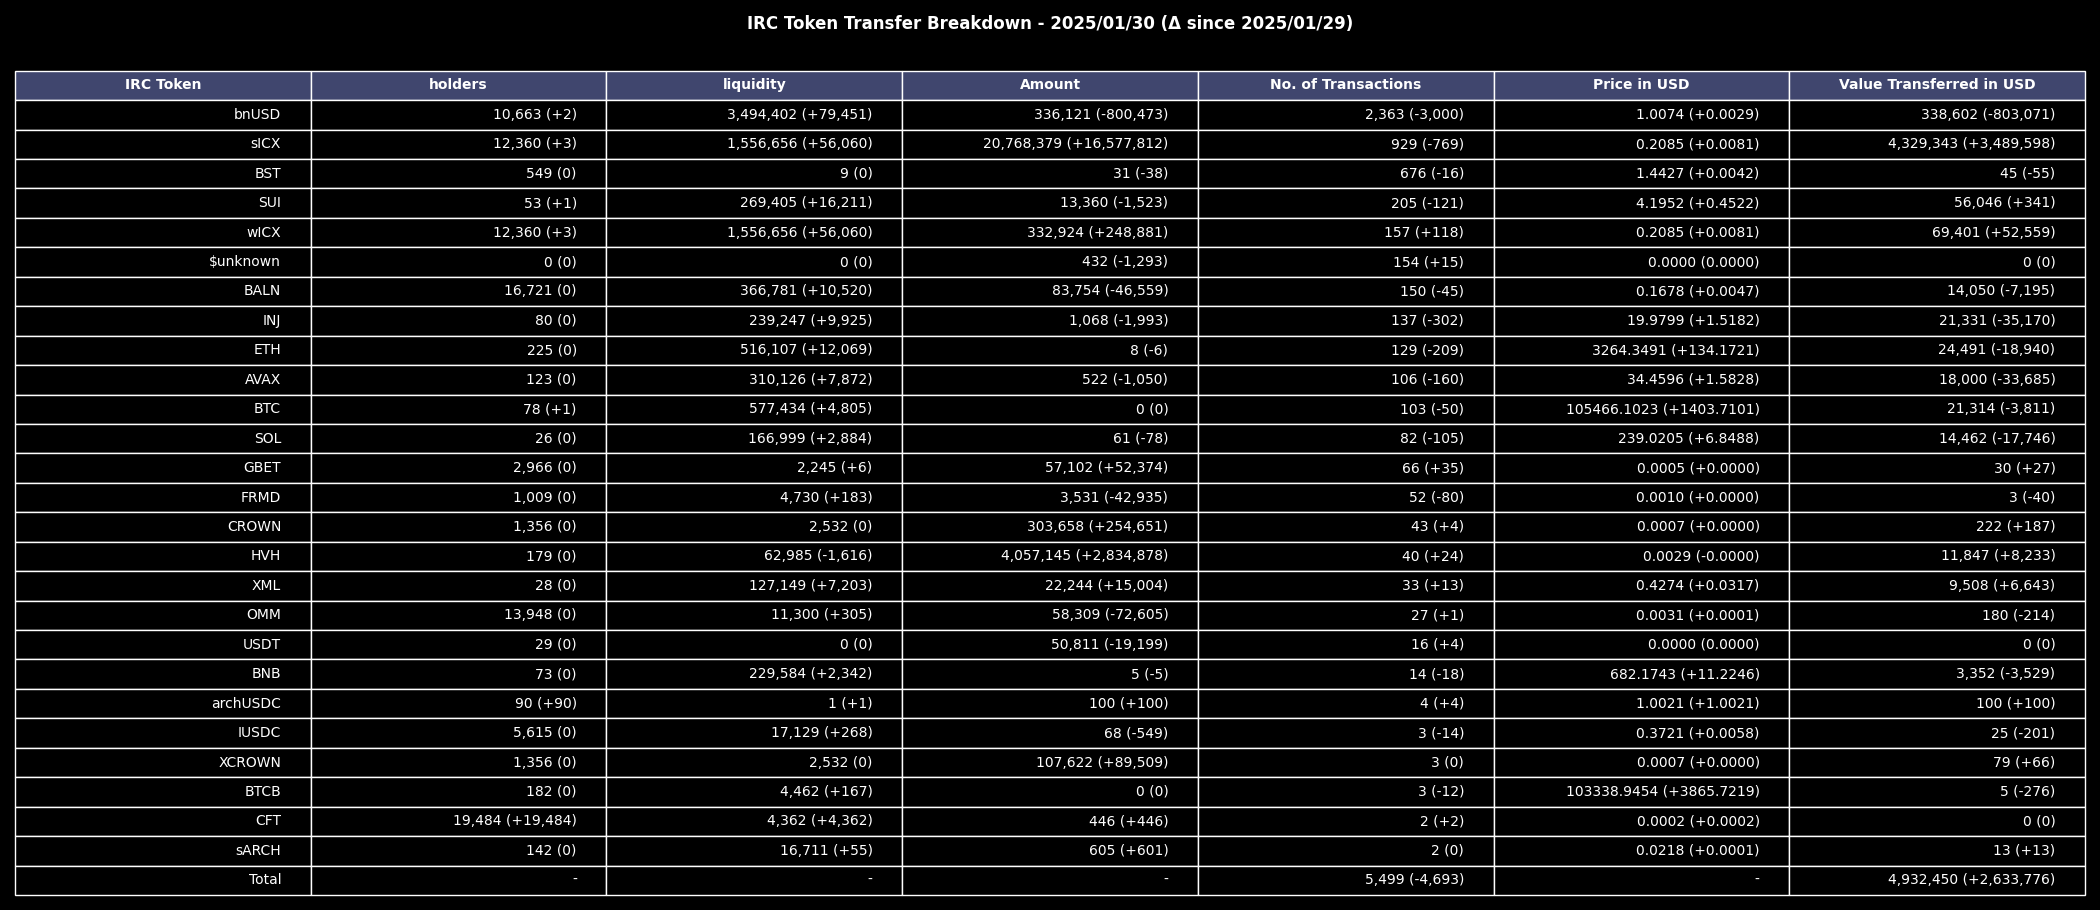 IRC Token Transfer Breakdown - 2025/01/30 (Δ since 2025/01/29)
IRC Token holders liquidity Amount No. of Transactions Price in USD Value Transferred in USD
bnUSD 10,663 (+2) 3,494,402 (+79,451) 336,121 (-800,473) 2,363 (-3,000) 1.0074 (+0.0029) 338,602 (-803,071)
sICX 12,360 (+3) 1,556,656 (+56,060) 20,768,379 (+16,577,812) 929 (-769) 0.2085 (+0.0081) 4,329,343 (+3,489,598)
BST 549 (0) 9 (0) 31 (-38) 676 (-16) 1.4427 (+0.0042) 45 (-55)
SUI 53 (+1) 269,405 (+16,211) 13,360 (-1,523) 205 (-121) 4.1952 (+0.4522) 56,046 (+341)
wICX 12,360 (+3) 1,556,656 (+56,060) 332,924 (+248,881) 157 (+118) 0.2085 (+0.0081) 69,401 (+52,559)
$unknown 0 (0) 0 (0) 432 (-1,293) 154 (+15) 0.0000 (0.0000) 0 (0)
BALN 16,721 (0) 366,781 (+10,520) 83,754 (-46,559) 150 (-45) 0.1678 (+0.0047) 14,050 (-7,195)
INJ 80 (0) 239,247 (+9,925) 1,068 (-1,993) 137 (-302) 19.9799 (+1.5182) 21,331 (-35,170)
ETH 225 (0) 516,107 (+12,069) 8 (-6) 129 (-209) 3264.3491 (+134.1721) 24,491 (-18,940)
AVAX 123 (0) 310,126 (+7,872) 522 (-1,050) 106 (-160) 34.4596 (+1.5828) 18,000 (-33,685)
BTC 78 (+1) 577,434 (+4,805) 0 (0) 103 (-50) 105466.1023 (+1403.7101) 21,314 (-3,811)
SOL 26 (0) 166,999 (+2,884) 61 (-78) 82 (-105) 239.0205 (+6.8488) 14,462 (-17,746)
GBET 2,966 (0) 2,245 (+6) 57,102 (+52,374) 66 (+35) 0.0005 (+0.0000) 30 (+27)
FRMD 1,009 (0) 4,730 (+183) 3,531 (-42,935) 52 (-80) 0.0010 (+0.0000) 3 (-40)
CROWN 1,356 (0) 2,532 (0) 303,658 (+254,651) 43 (+4) 0.0007 (+0.0000) 222 (+187)
HVH 179 (0) 62,985 (-1,616) 4,057,145 (+2,834,878) 40 (+24) 0.0029 (-0.0000) 11,847 (+8,233)
XML 28 (0) 127,149 (+7,203) 22,244 (+15,004) 33 (+13) 0.4274 (+0.0317) 9,508 (+6,643)
OMM 13,948 (0) 11,300 (+305) 58,309 (-72,605) 27 (+1) 0.0031 (+0.0001) 180 (-214)
USDT 29 (0) 0 (0) 50,811 (-19,199) 16 (+4) 0.0000 (0.0000) 0 (0)
BNB 73 (0) 229,584 (+2,342) 5 (-5) 14 (-18) 682.1743 (+11.2246) 3,352 (-3,529)
archUSDC 90 (+90) 1 (+1) 100 (+100) 4 (+4) 1.0021 (+1.0021) 100 (+100)
IUSDC 5,615 (0) 17,129 (+268) 68 (-549) 3 (-14) 0.3721 (+0.0058) 25 (-201)
XCROWN 1,356 (0) 2,532 (0) 107,622 (+89,509) 3 (0) 0.0007 (+0.0000) 79 (+66)
BTCB 182 (0) 4,462 (+167) 0 (0) 3 (-12) 103338.9454 (+3865.7219) 5 (-276)
CFT 19,484 (+19,484) 4,362 (+4,362) 446 (+446) 2 (+2) 0.0002 (+0.0002) 0 (0)
sARCH 142 (0) 16,711 (+55) 605 (+601) 2 (0) 0.0218 (+0.0001) 13 (+13)
Total - - - 5,499 (-4,693) - 4,932,450 (+2,633,776)